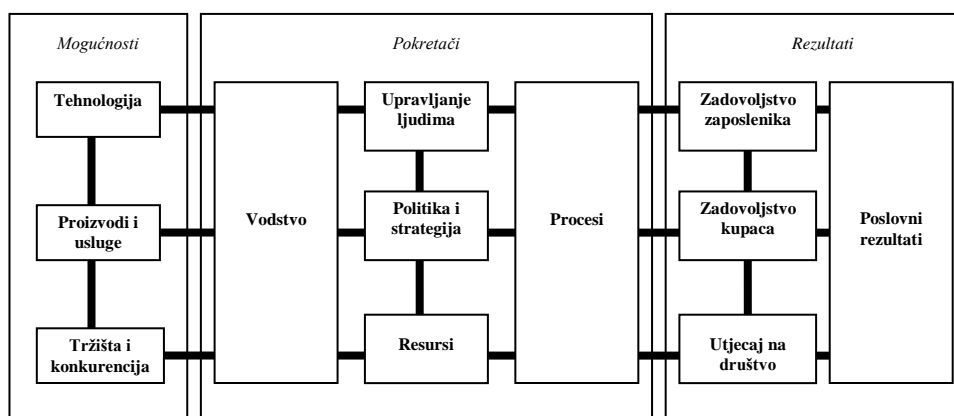 Mogućnosti
Pokretači
Rezultati
Tehnologija
Upravljanje
ljudima
Zadovoljstvo
zaposlenika
Proizvodi i
usluge
Vodstvo
Politika i
strategija
Procesi
Zadovoljstvo
kupaca
Poslovni
rezultati
Tržišta i
konkurencija
Resursi
Utjecaj na
društvo